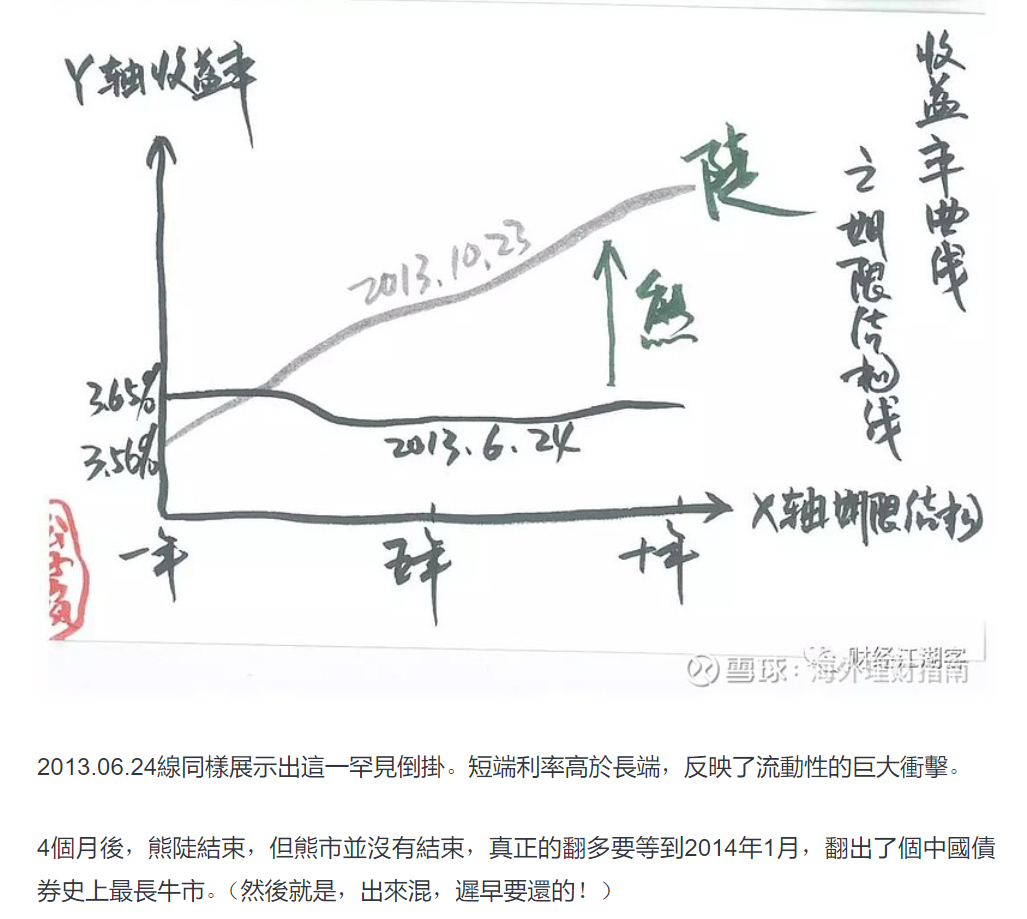 Y轴收益率
收益率曲线
之期限结构线
陡
2013.10.23
熊
3.65%
2013.6.24
3.56%
X轴期限结构
一年
五年
十年
财经江湖客
雪球:海外理财指南
2013.06.24線同樣展示出這一罕見倒掛。短端利率高於長端，反映了流動性的巨大衝擊。
4個月後，熊陡結束，但熊市並沒有結束，真正的翻多要等到2014年1月，翻出了個中國債
券史上最長牛市。（然後就是，出來混，遲早要還的！）